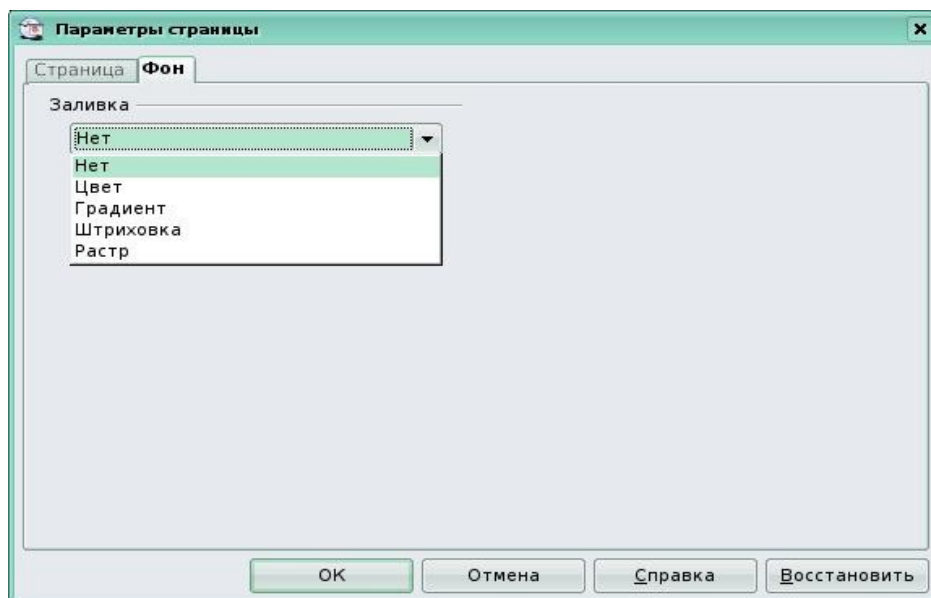 Параметры страницы
Страница Фон
Заливка
Нет
Нет
Цвет
Градиент
Штриховка
Растр
OK Отмена Справка Восстановить